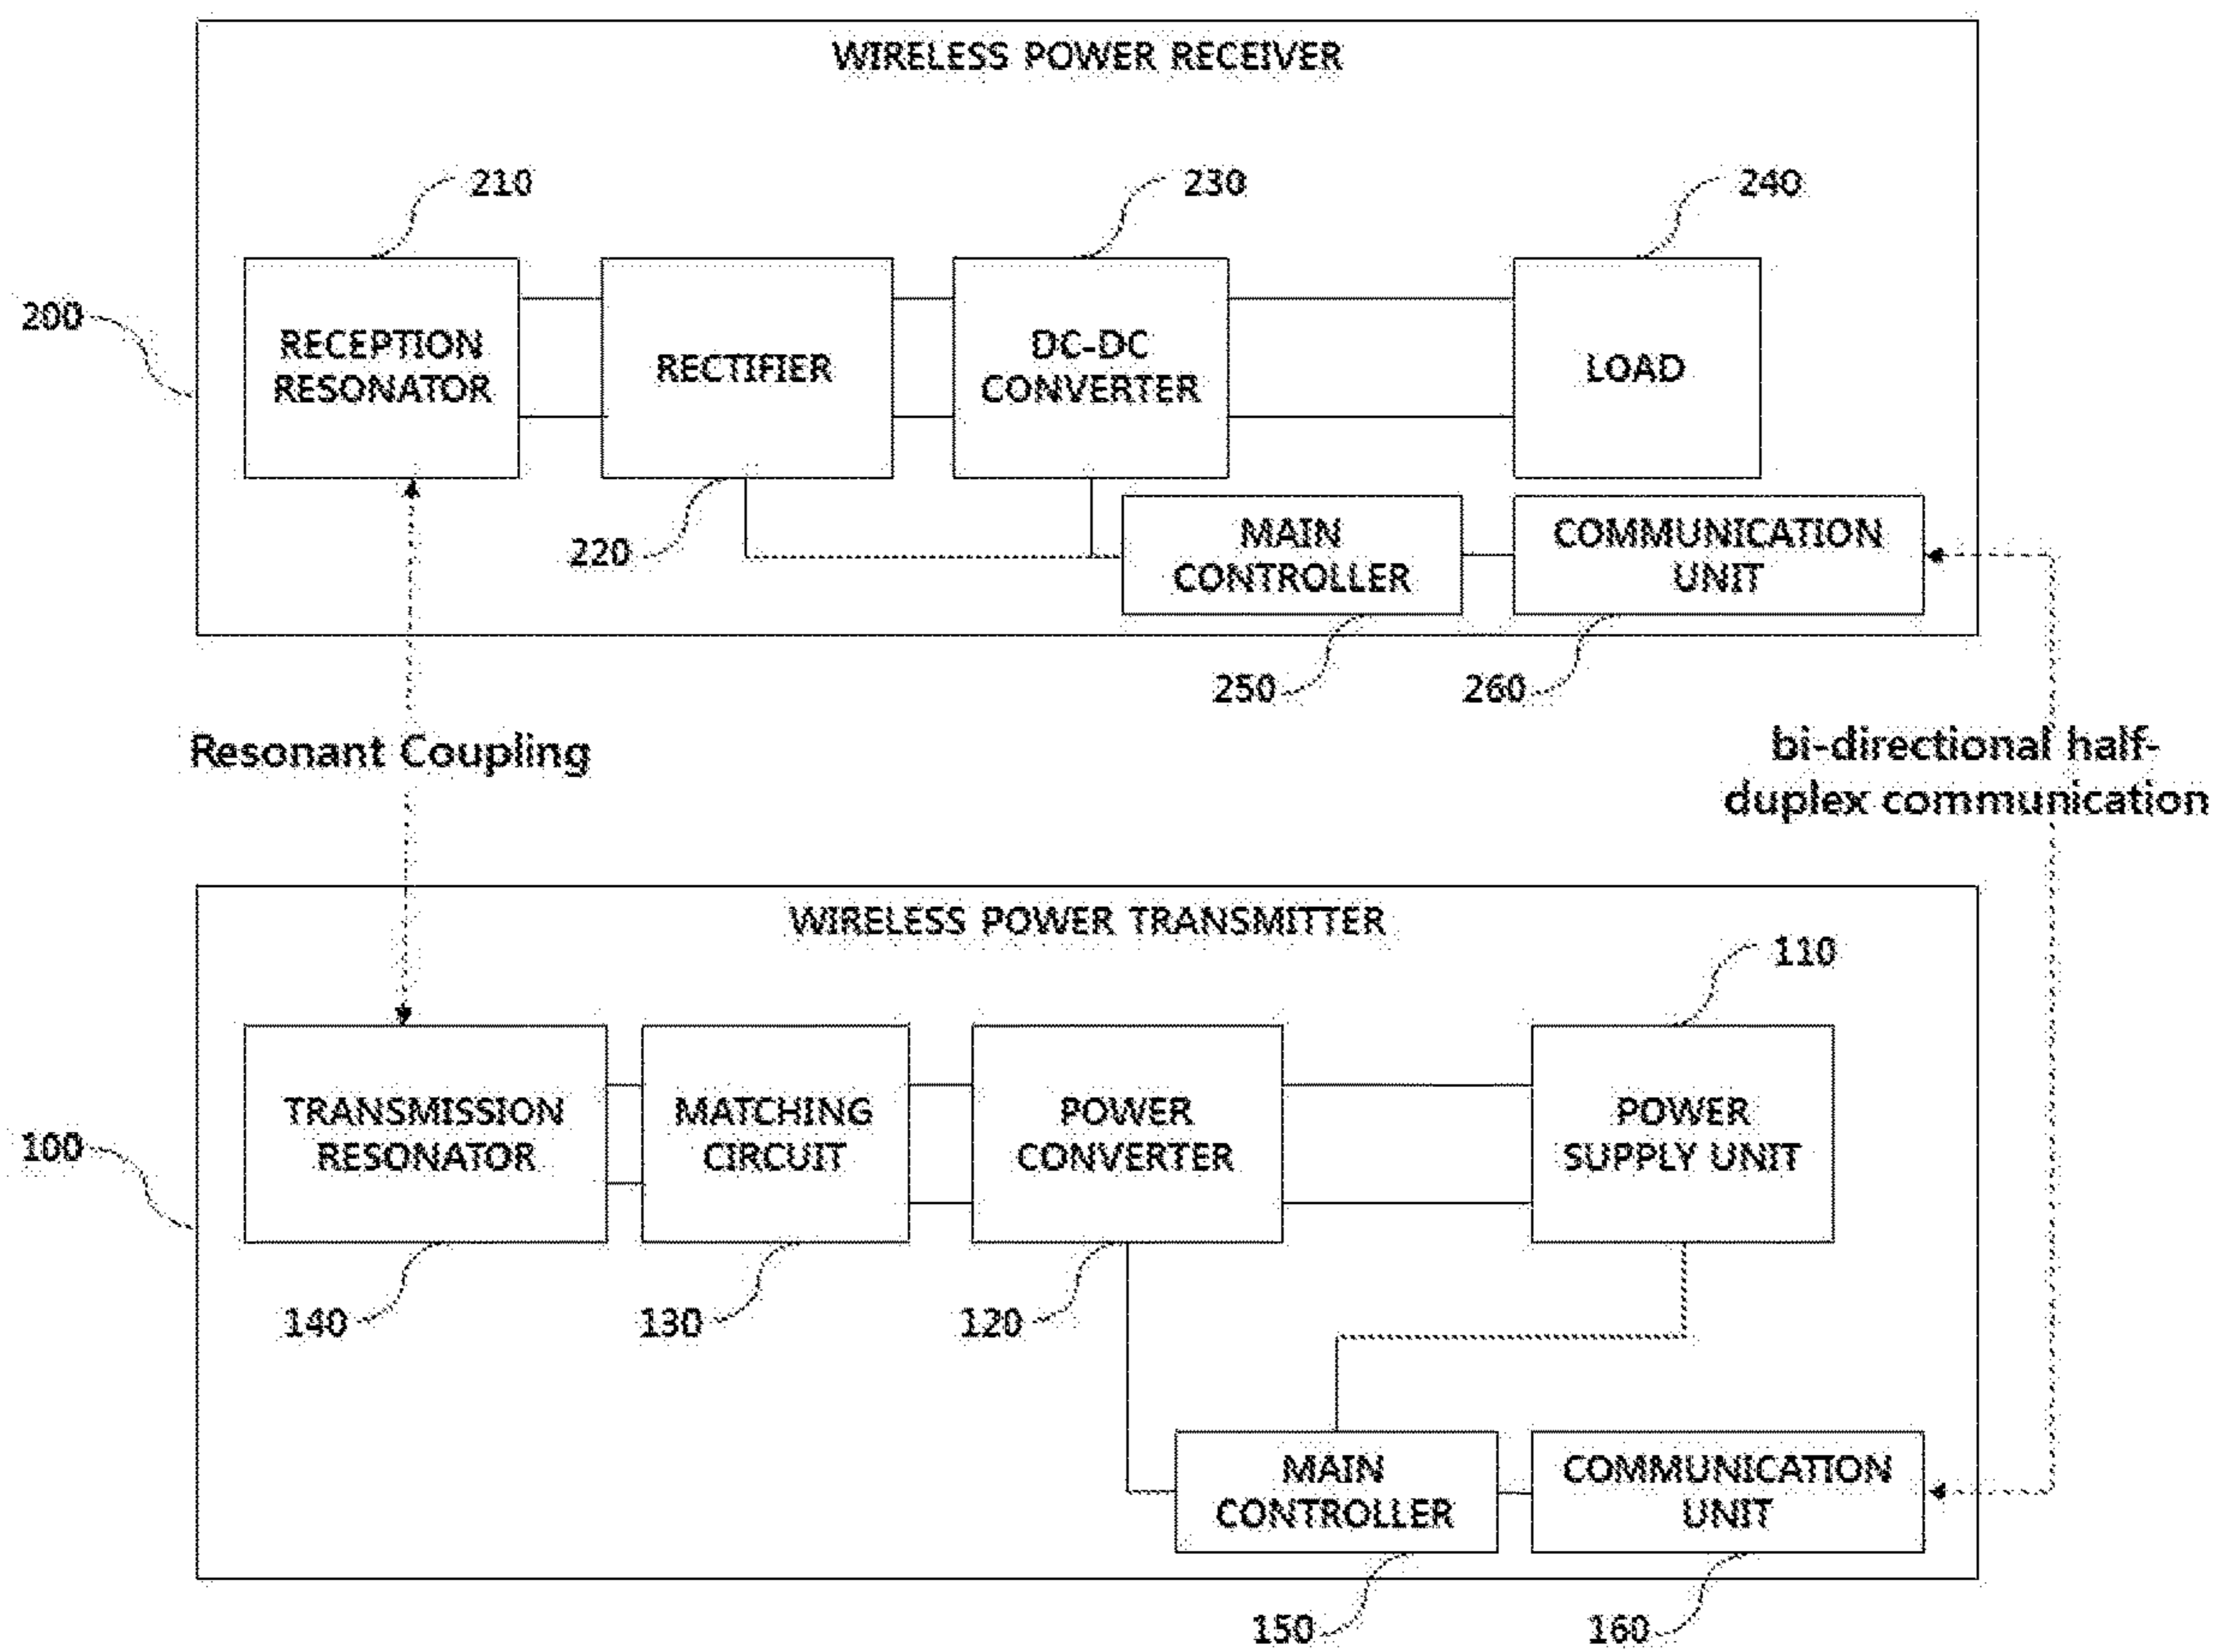 WIRELESS POWER RECEIVER
210
230
240
200
RECEPTION
RESONATOR
RECTIFIER
DC-DC
CONVERTER
LOAD
220
MAIN
CONTROLLER
COMMUNICATION
UNIT
250
260
Resonant Coupling
bi-directional half-
duplex communication
WIRELESS POWER TRANSMITTER
110
100
TRANSMISSION
RESONATOR
MATCHING
CIRCUIT
POWER
CONVERTER
POWER
SUPPLY UNIT
140
130
120
MAIN
CONTROLLER
COMMUNICATION
UNIT
150
160